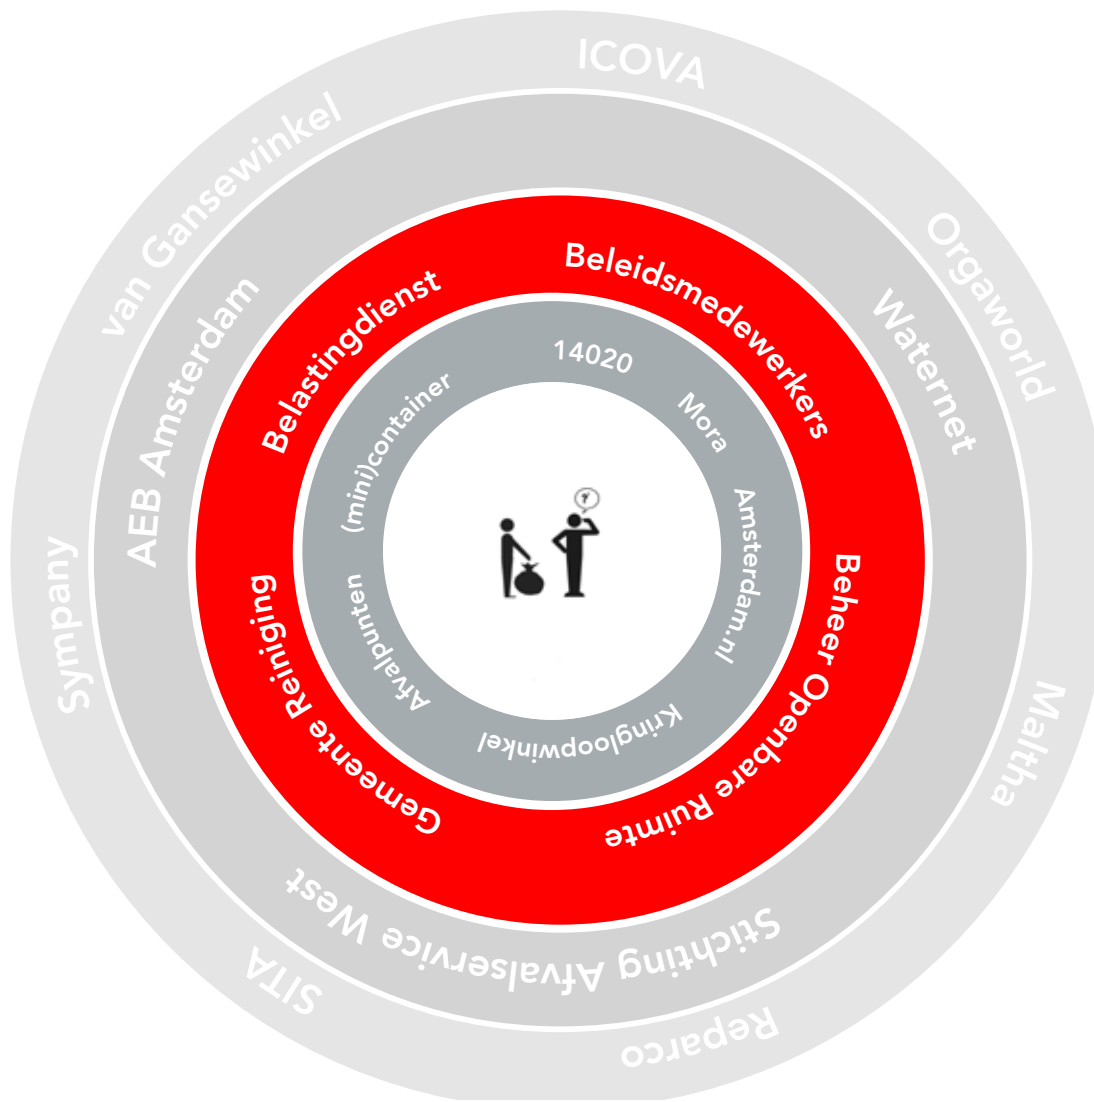 ICOVA
Orgaworld
Maltha
Reparco
SITA
Sympany
van Gansewinkel
Waternet
Stichting Afvalservice West
AEB Amsterdam
Beleidsmedewerkers
Beheer Openbare Ruimte
Gemeente Reiniging
Belastingdienst
14020
Mora
Amsterdam.nl
Kringloopwinkel
Afvalpunten
(mini)container
?